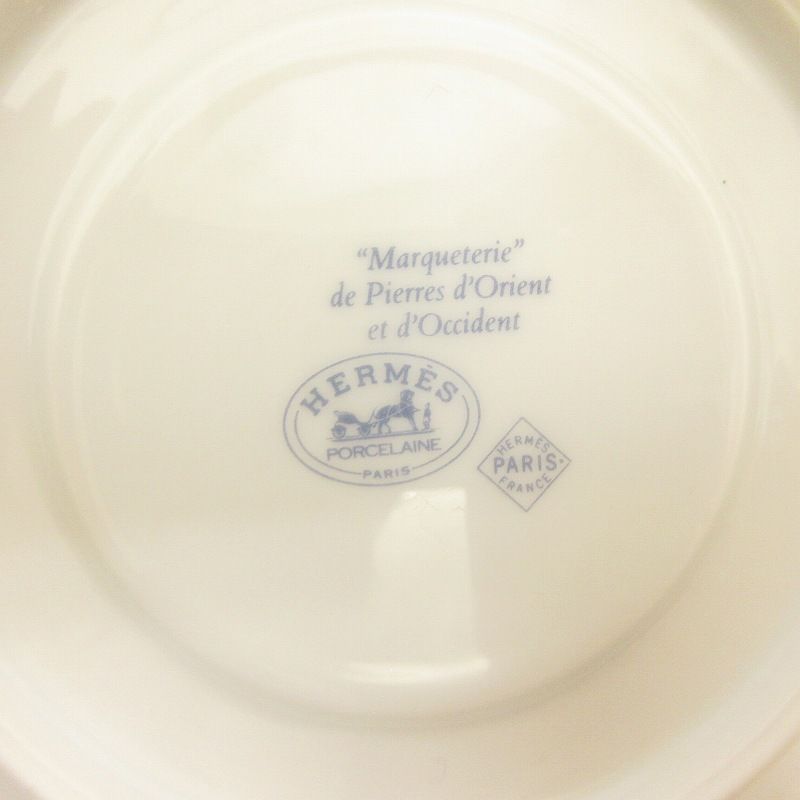 “Marqueterie”
de Pierres d’Orient
et d’Occident
HERMÈS
PORCELAINE
PARIS
HERMÈS
PARIS
FRANCE